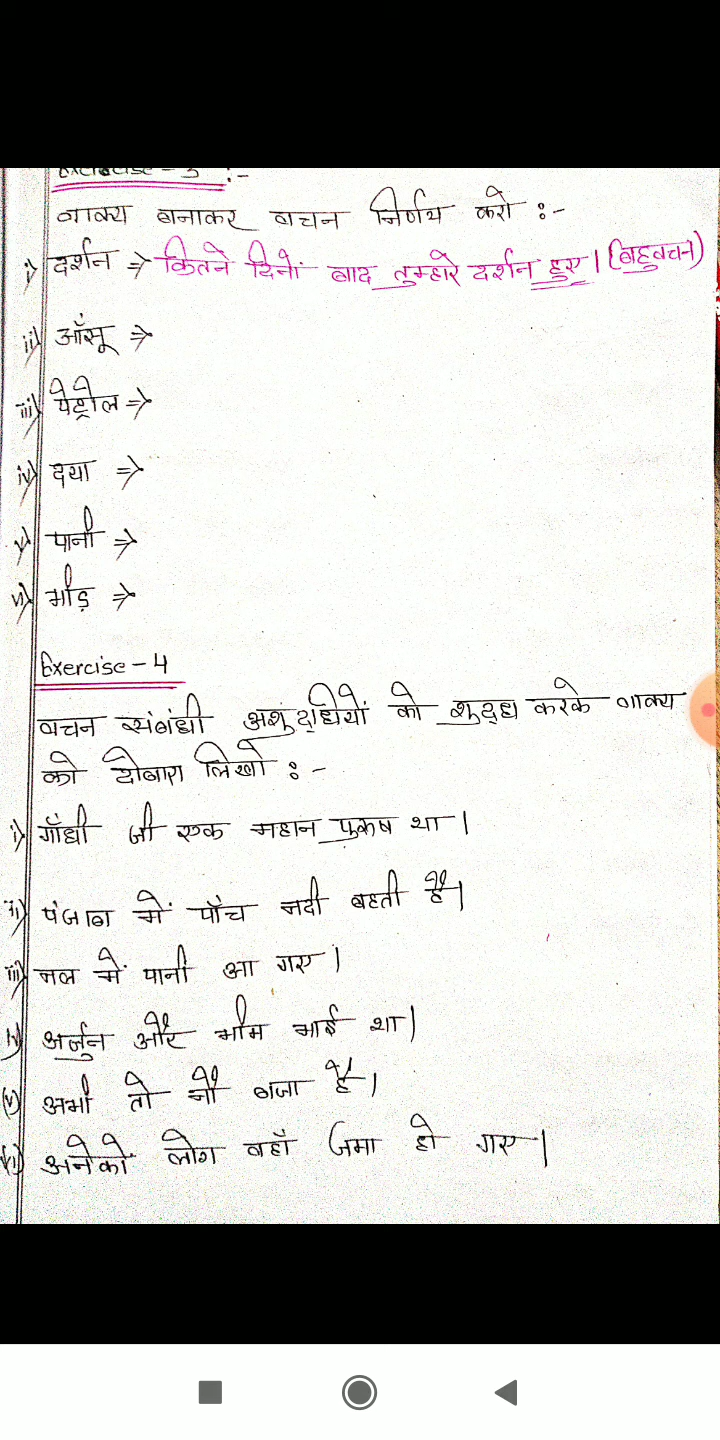 Exercise - 3 :-
वाक्य बनाकर वचन निर्णय करो :-
i) दर्शन => कितने दिनों बाद तुम्हारे दर्शन हुए। (बहुवचन)
ii) आँसू =>
iii) पेट्रोल =>
iv) दया =>
v) पानी =>
vi) भीड़ =>
Exercise - 4
वचन संबंधी अशुद्धियों को शुद्ध करके वाक्य
को दोबारा लिखो :-
i) गाँधी जी एक महान पुरुष था।
ii) पंजाब में पाँच नदी बहती है।
iii) नल में पानी आ गए।
iv) अर्जुन और भीम भाई था।
(v) अभी तो नौ बजा है।
vi) अनेकों लोग वहाँ जमा हो गए।